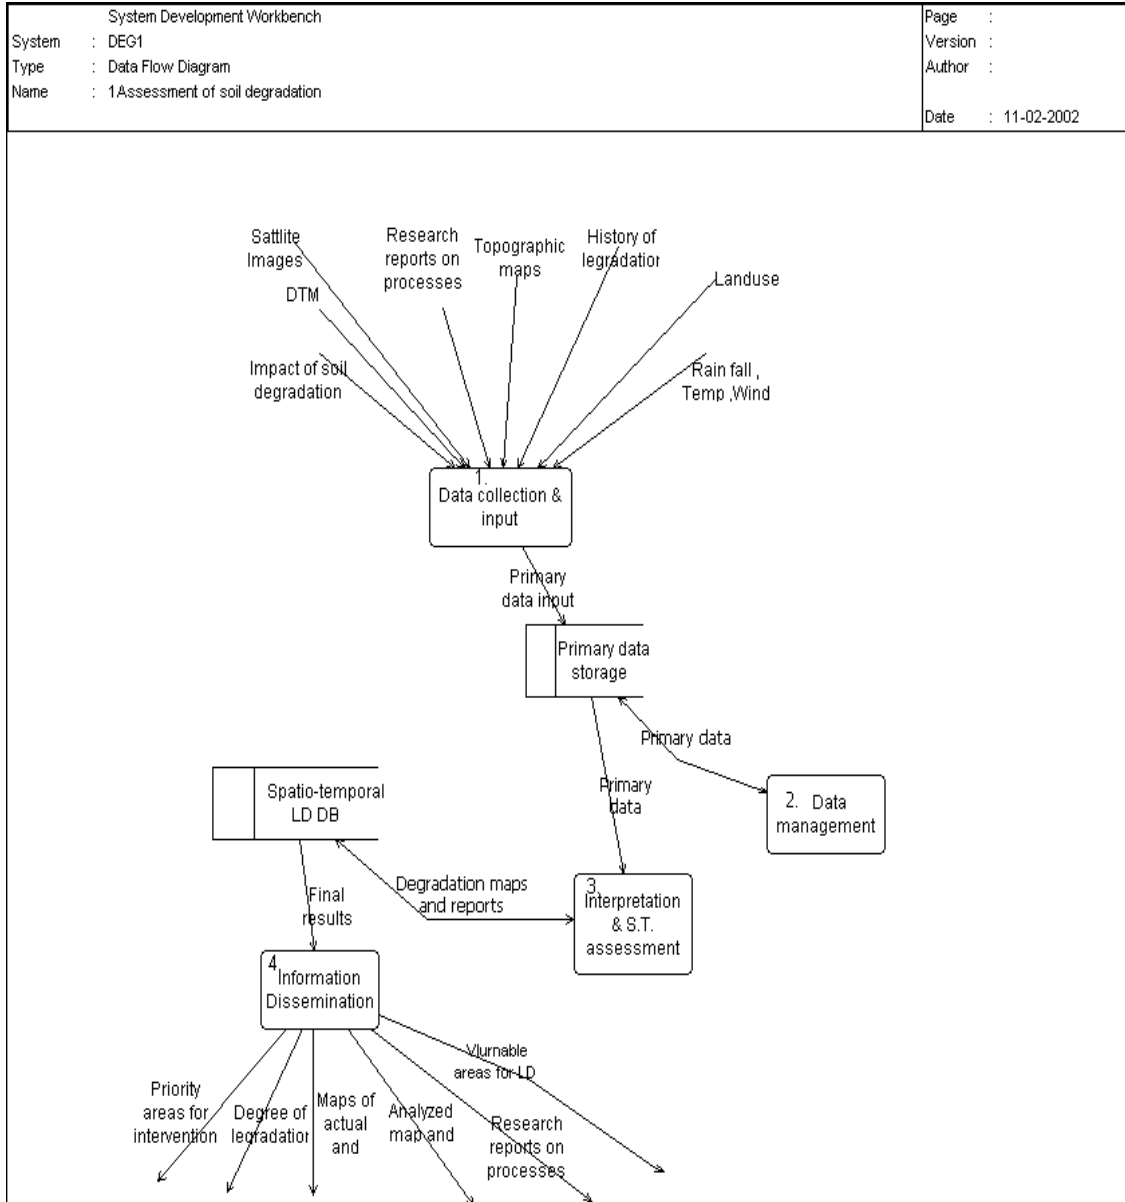 System Development Workbench
System : DEG1
Type : Data Flow Diagram
Name : 1Assessment of soil degradation
Page :
Version :
Author :
Date : 11-02-2002
Sattlite
Images
DTM
Impact of soil
degradation
Research
reports on
processes
Topographic
maps
History of
legradation
Landuse
Rain fall ,
Temp ,Wind
1.
Data collection &
input
Primary
data input
Primary data
storage
Primary data
2. Data
management
Primary
data
Spatio-temporal
LD DB
Degradation maps
and reports
3.
Interpretation
& S.T.
assessment
Final
results
4.
Information
Dissemination
Vlurnable
areas for LD
Priority
areas for
intervention
Degree of
legradation
Maps of
actual
and
Analyzed
map and
Research
reports on
processes